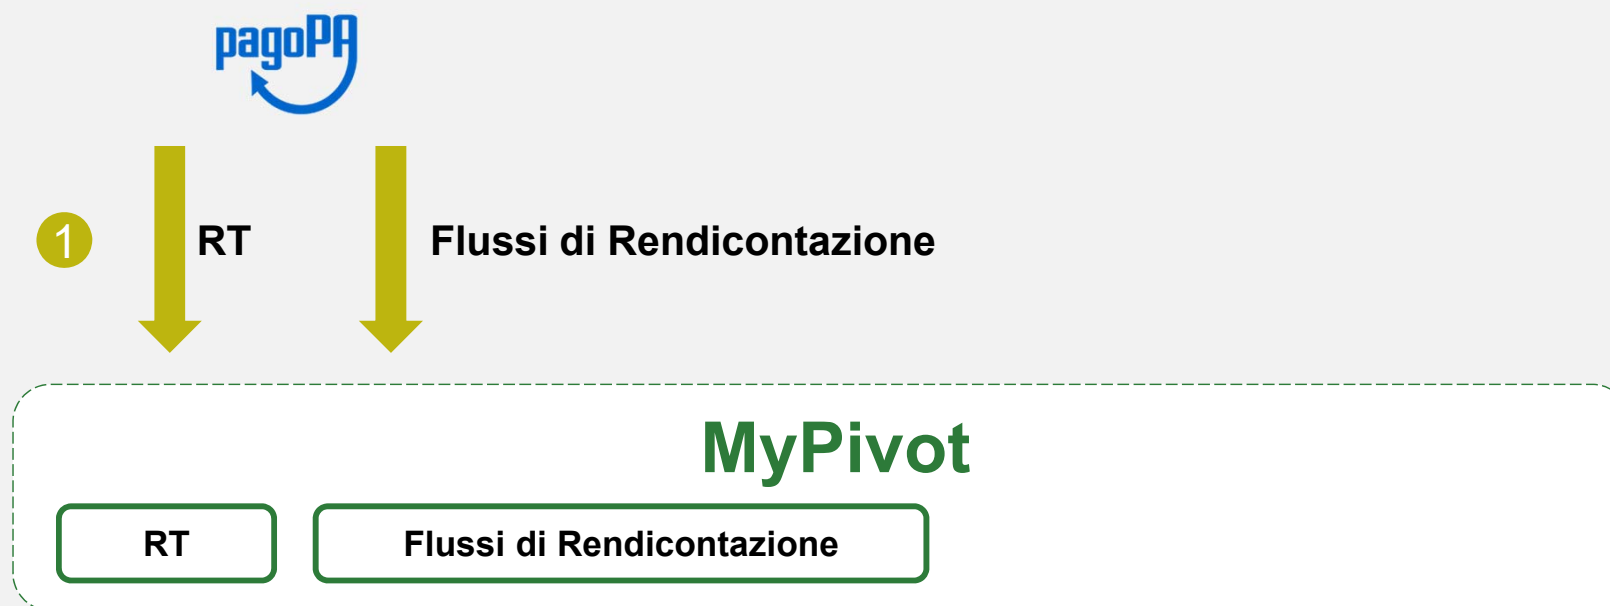 pagoPA
1
RT
Flussi di Rendicontazione
MyPivot
RT
Flussi di Rendicontazione